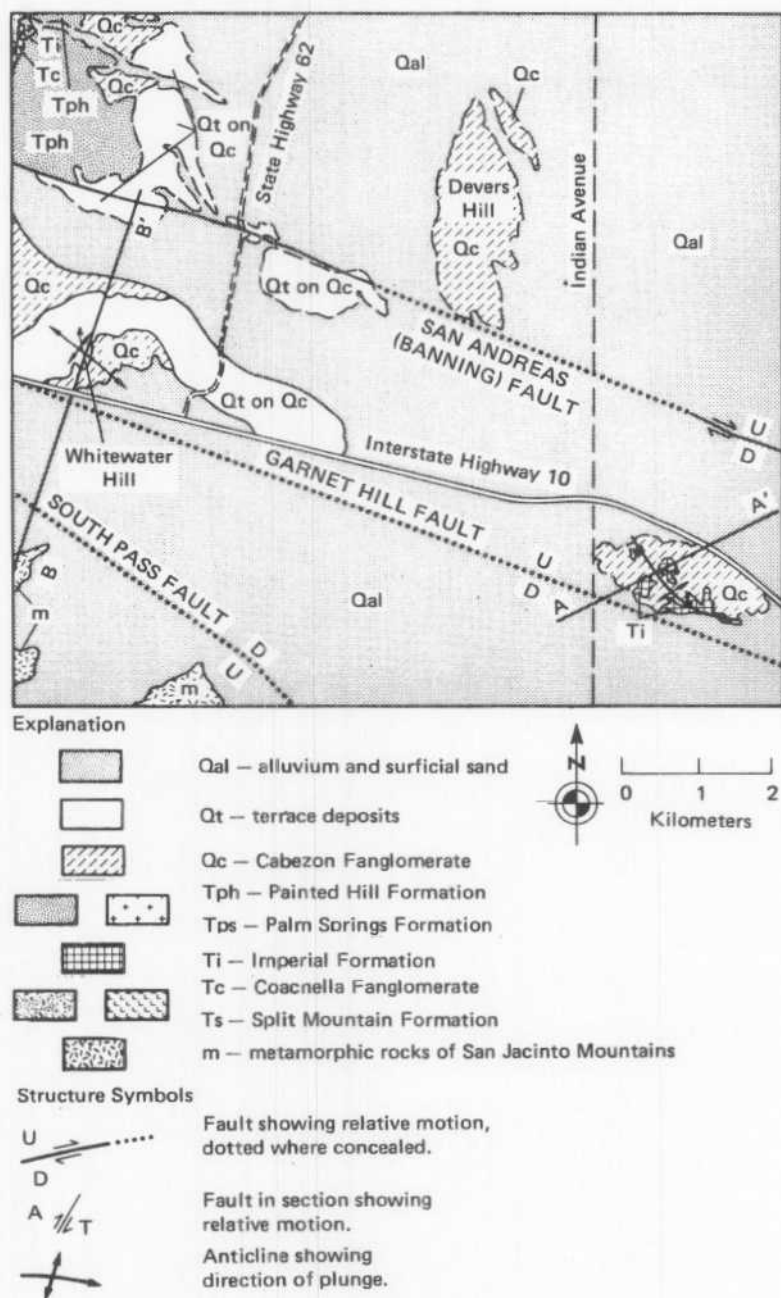 Qc
Ti
Tc
Qc
Tph
Tph
Qt on
Qc
State Highway 62
Qal
Qc
Devers
Hill
Qc
Indian Avenue
Qal
B'
Qc
Qt on Qc
Qc
SAN ANDREAS
(BANNING) FAULT
Qt on Qc
U
D
Whitewater
Hill
Interstate Highway 10
GARNET HILL FAULT
A'
SOUTH PASS FAULT
U
D
A
Qc
Ti
B
m
Qal
D
U
m
Explanation
Qal – alluvium and surficial sand
Qt – terrace deposits
Qc – Cabezon Fanglomerate
Tph – Painted Hill Formation
Tps – Palm Springs Formation
Ti – Imperial Formation
Tc – Coacnella Fanglomerate
Ts – Split Mountain Formation
m – metamorphic rocks of San Jacinto Mountains
N
0 1 2
Kilometers
Structure Symbols
U
D
Fault showing relative motion,
dotted where concealed.
A T
Fault in section showing
relative motion.
Anticline showing
direction of plunge.